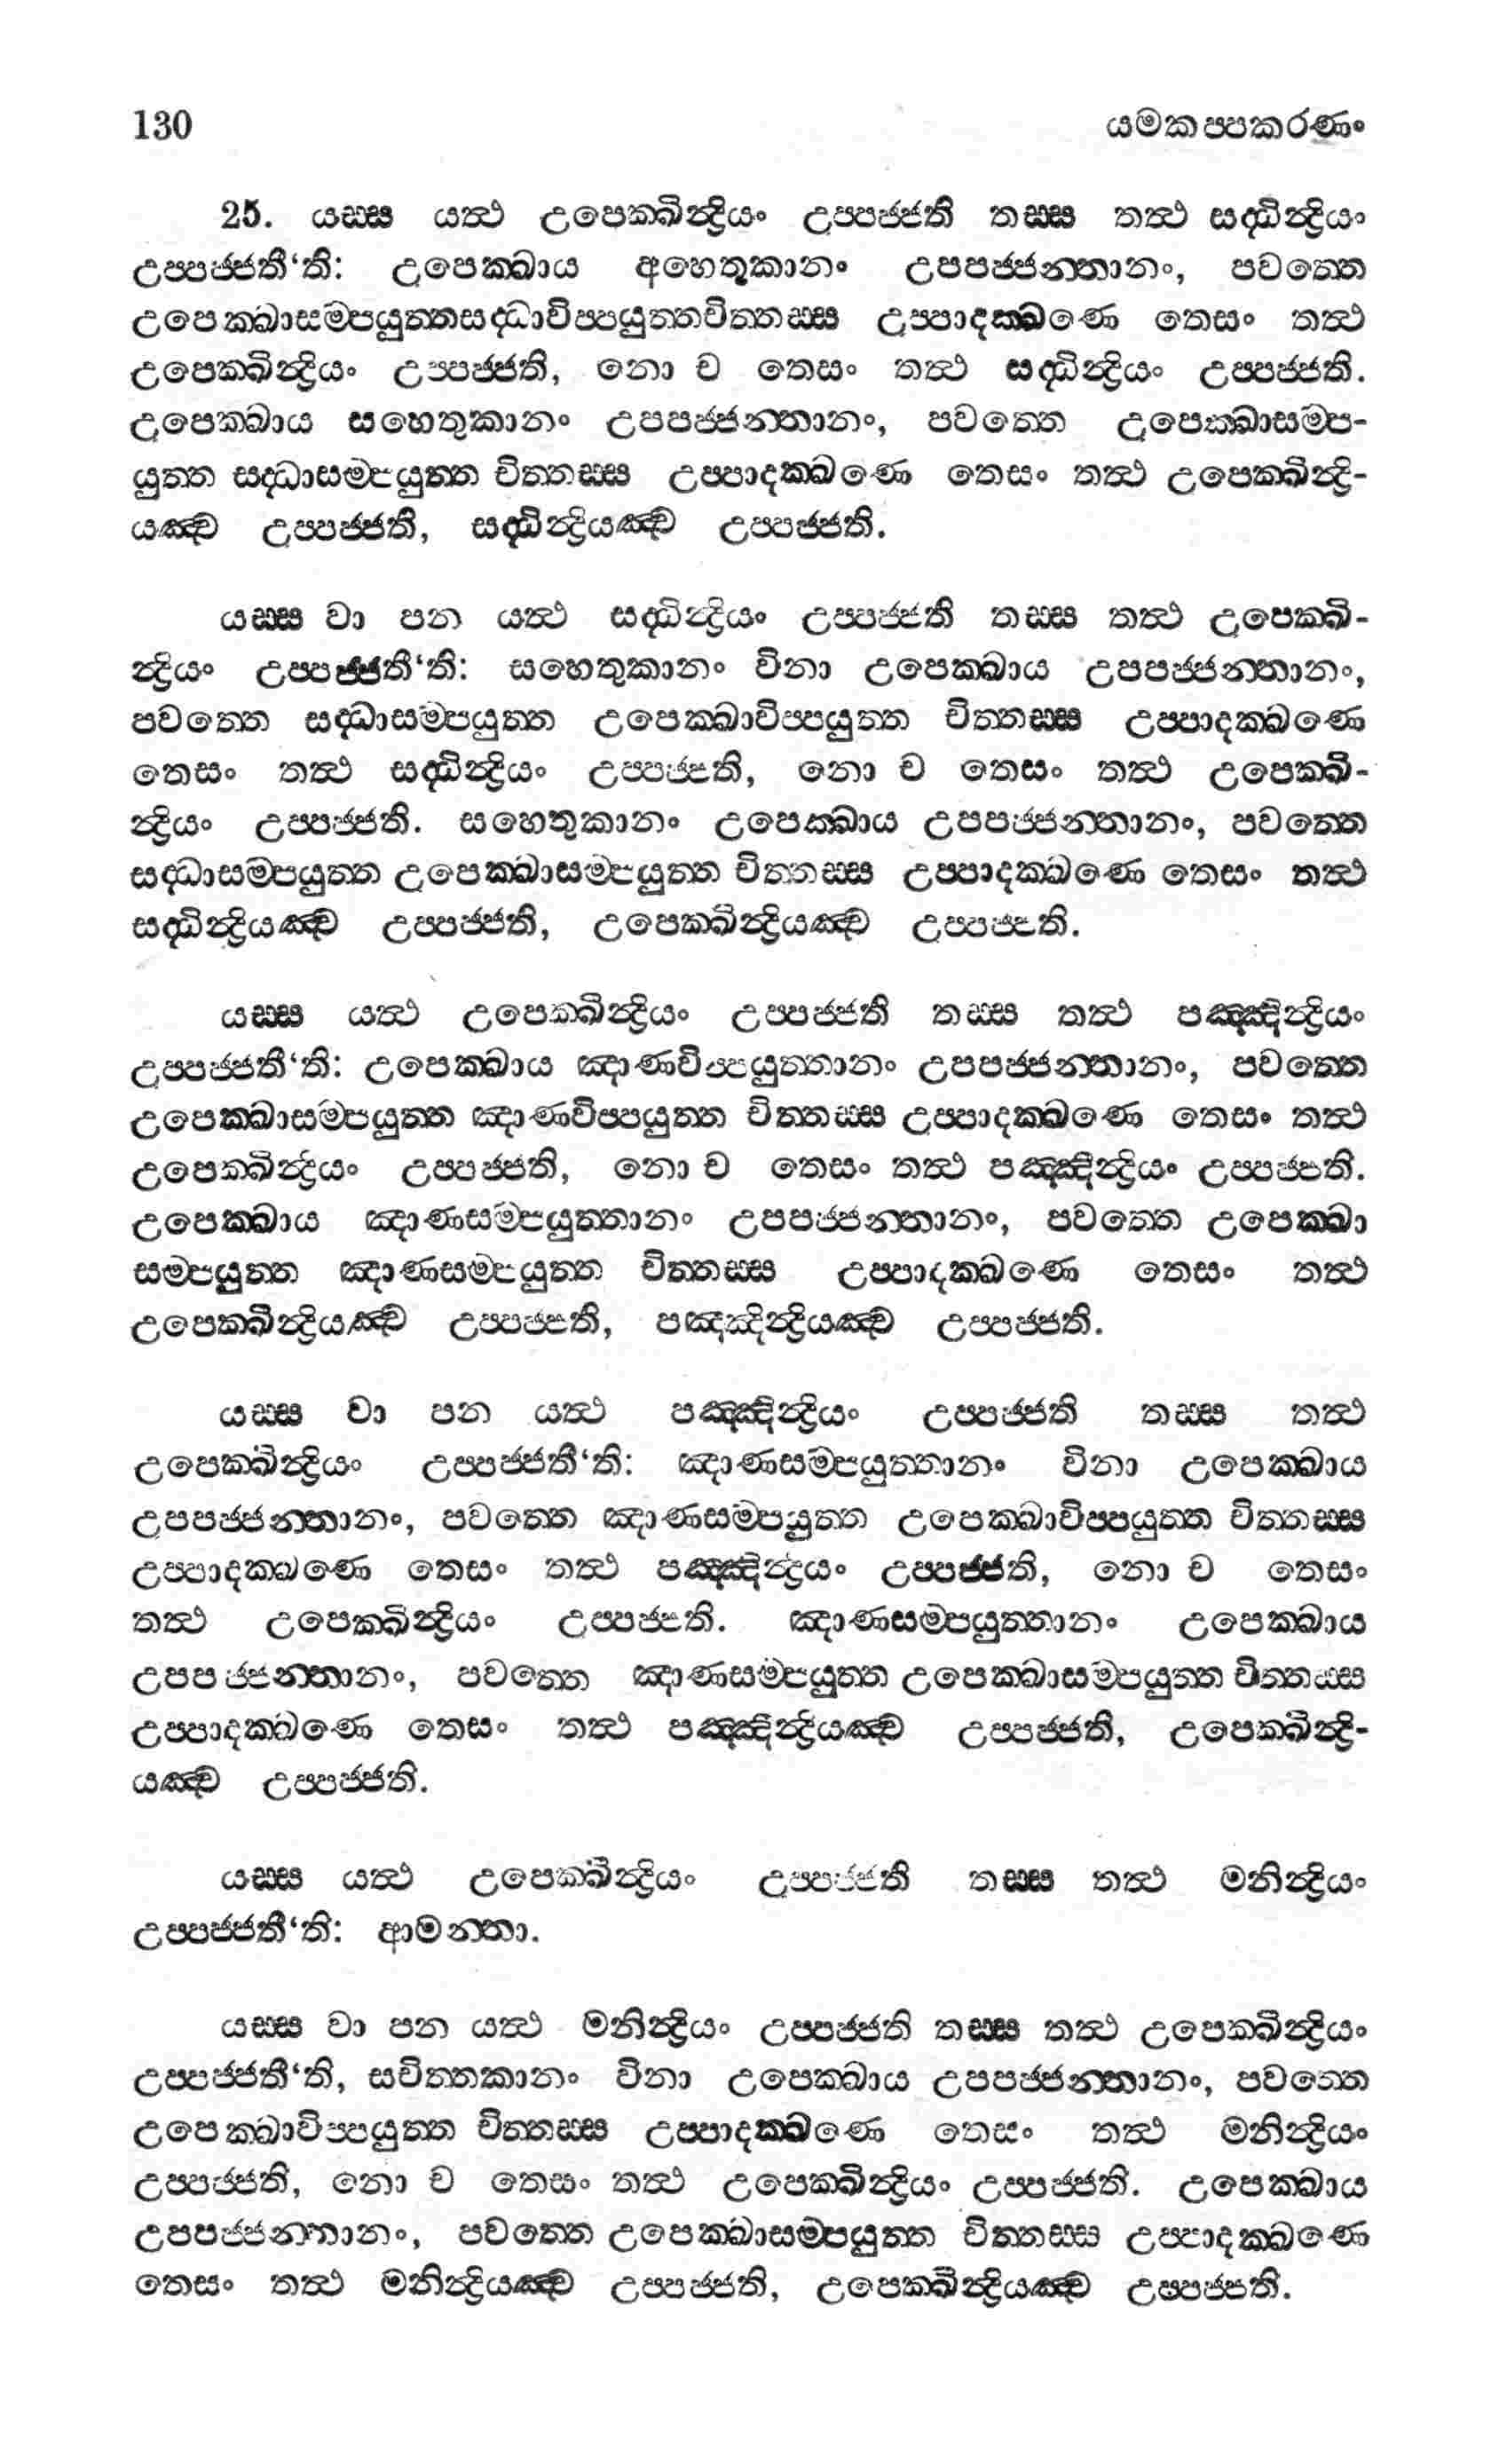 130 යමකප්පකරණං
25. යස්ස යත්ථ උපෙක්ඛින්ද්‍රියං උප්පජ්ජති තස්ස තත්ථ සද්ධින්ද්‍රියං
උප්පජ්ජතී‘ති: උපෙක්ඛාය අහෙතුකානං උපපජ්ජන්තානං, පවත්තෙ
උපෙක්ඛාසම්පයුත්තසද්ධාවිප්පයුත්තචිත්තස්ස උප්පාදක්ඛණෙ තෙසං තත්ථ
උපෙක්ඛින්ද්‍රියං උප්පජ්ජති, නො ච තෙසං තත්ථ සද්ධින්ද්‍රියං උප්පජ්ජති.
උපෙක්ඛාය සහෙතුකානං උපපජ්ජන්තානං, පවත්තෙ උපෙක්ඛාසම්ප-
යුත්ත සද්ධාසම්පයුත්ත චිත්තස්ස උප්පාදක්ඛණෙ තෙසං තත්ථ උපෙක්ඛින්ද්‍රි-
යඤ්ච උප්පජ්ජති, සද්ධින්ද්‍රියඤ්ච උප්පජ්ජති.
යස්ස වා පන යත්ථ සද්ධින්ද්‍රියං උප්පජ්ජති තස්ස තත්ථ උපෙක්ඛි-
න්ද්‍රියං උප්පජ්ජතී‘ති: සහෙතුකානං විනා උපෙක්ඛාය උපපජ්ජන්තානං,
පවත්තෙ සද්ධාසම්පයුත්ත උපෙක්ඛාවිප්පයුත්ත චිත්තස්ස උප්පාදක්ඛණෙ
තෙසං තත්ථ සද්ධින්ද්‍රියං උප්පජ්ජති, නො ච තෙසං තත්ථ උපෙක්ඛි-
න්ද්‍රියං උප්පජ්ජති. සහෙතුකානං උපෙක්ඛාය උපපජ්ජන්තානං, පවත්තෙ
සද්ධාසම්පයුත්ත උපෙක්ඛාසම්පයුත්ත චිත්තස්ස උප්පාදක්ඛණෙ තෙසං තත්ථ
සද්ධින්ද්‍රියඤ්ච උප්පජ්ජති, උපෙක්ඛින්ද්‍රියඤ්ච උප්පජ්ජති.
යස්ස යත්ථ උපෙක්ඛින්ද්‍රියං උප්පජ්ජති තස්ස තත්ථ පඤ්ඤින්ද්‍රියං
උප්පජ්ජතී‘ති: උපෙක්ඛාය ඤාණවිප්පයුත්තානං උපපජ්ජන්තානං, පවත්තෙ
උපෙක්ඛාසම්පයුත්ත ඤාණවිප්පයුත්ත චිත්තස්ස උප්පාදක්ඛණෙ තෙසං තත්ථ
උපෙක්ඛින්ද්‍රියං උප්පජ්ජති, නො ච තෙසං තත්ථ පඤ්ඤින්ද්‍රියං උප්පජ්ජති.
උපෙක්ඛාය ඤාණසම්පයුත්තානං උපපජ්ජන්තානං, පවත්තෙ උපෙක්ඛා
සම්පයුත්ත ඤාණසම්පයුත්ත චිත්තස්ස උප්පාදක්ඛණෙ තෙසං තත්ථ
උපෙක්ඛින්ද්‍රියඤ්ච උප්පජ්ජති, පඤ්ඤින්ද්‍රියඤ්ච උප්පජ්ජති.
යස්ස වා පන යත්ථ පඤ්ඤින්ද්‍රියං උප්පජ්ජති තස්ස තත්ථ
උපෙක්ඛින්ද්‍රියං උප්පජ්ජතී‘ති: ඤාණසම්පයුත්තානං විනා උපෙක්ඛාය
උපපජ්ජන්තානං, පවත්තෙ ඤාණසම්පයුත්ත උපෙක්ඛාවිප්පයුත්ත චිත්තස්ස
උප්පාදක්ඛණෙ තෙසං තත්ථ පඤ්ඤින්ද්‍රියං උප්පජ්ජති, නො ච තෙසං
තත්ථ උපෙක්ඛින්ද්‍රියං උප්පජ්ජති. ඤාණසම්පයුත්තානං උපෙක්ඛාය
උපපජ්ජන්තානං, පවත්තෙ ඤාණසම්පයුත්ත උපෙක්ඛාසම්පයුත්ත චිත්තස්ස
උප්පාදක්ඛණෙ තෙසං තත්ථ පඤ්ඤින්ද්‍රියඤ්ච උප්පජ්ජති, උපෙක්ඛින්ද්‍රි-
යඤ්ච උප්පජ්ජති.
යස්ස යත්ථ උපෙක්ඛින්ද්‍රියං උප්පජ්ජති තස්ස තත්ථ මනින්ද්‍රියං
උප්පජ්ජතී‘ති: ආමන්තා.
යස්ස වා පන යත්ථ මනින්ද්‍රියං උප්පජ්ජති තස්ස තත්ථ උපෙක්ඛින්ද්‍රියං
උප්පජ්ජතී‘ති, සචිත්තකානං විනා උපෙක්ඛාය උපපජ්ජන්තානං, පවත්තෙ
උපෙක්ඛාවිප්පයුත්ත චිත්තස්ස උප්පාදක්ඛණෙ තෙසං තත්ථ මනින්ද්‍රියං
උප්පජ්ජති, නො ච තෙසං තත්ථ උපෙක්ඛින්ද්‍රියං උප්පජ්ජති. උපෙක්ඛාය
උපපජ්ජන්තානං, පවත්තෙ උපෙක්ඛාසම්පයුත්ත චිත්තස්ස උප්පාදක්ඛණෙ
තෙසං තත්ථ මනින්ද්‍රියඤ්ච උප්පජ්ජති, උපෙක්ඛින්ද්‍රියඤ්ච උප්පජ්ජති.